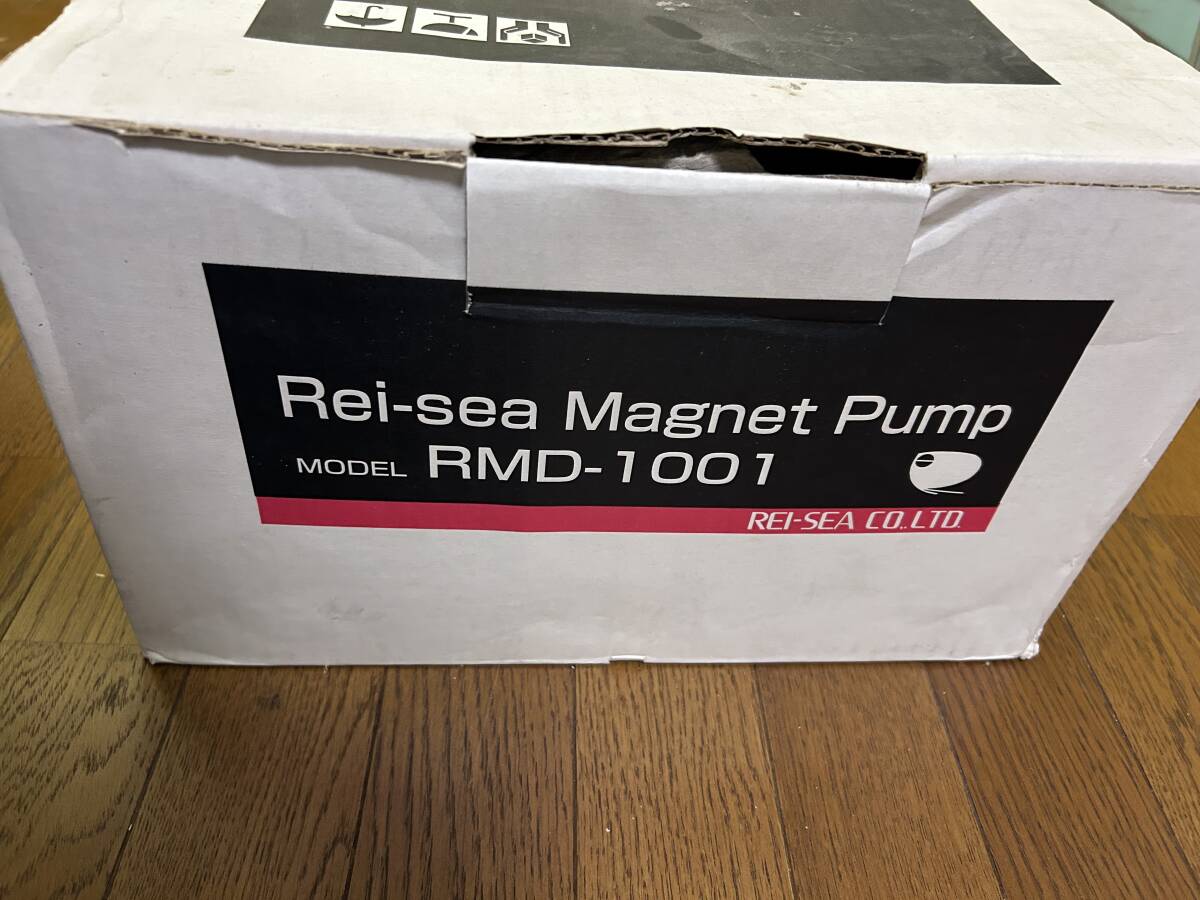 Rei-sea Magnet Pump
MODEL RMD-1001
REI-SEA CO.,LTD.